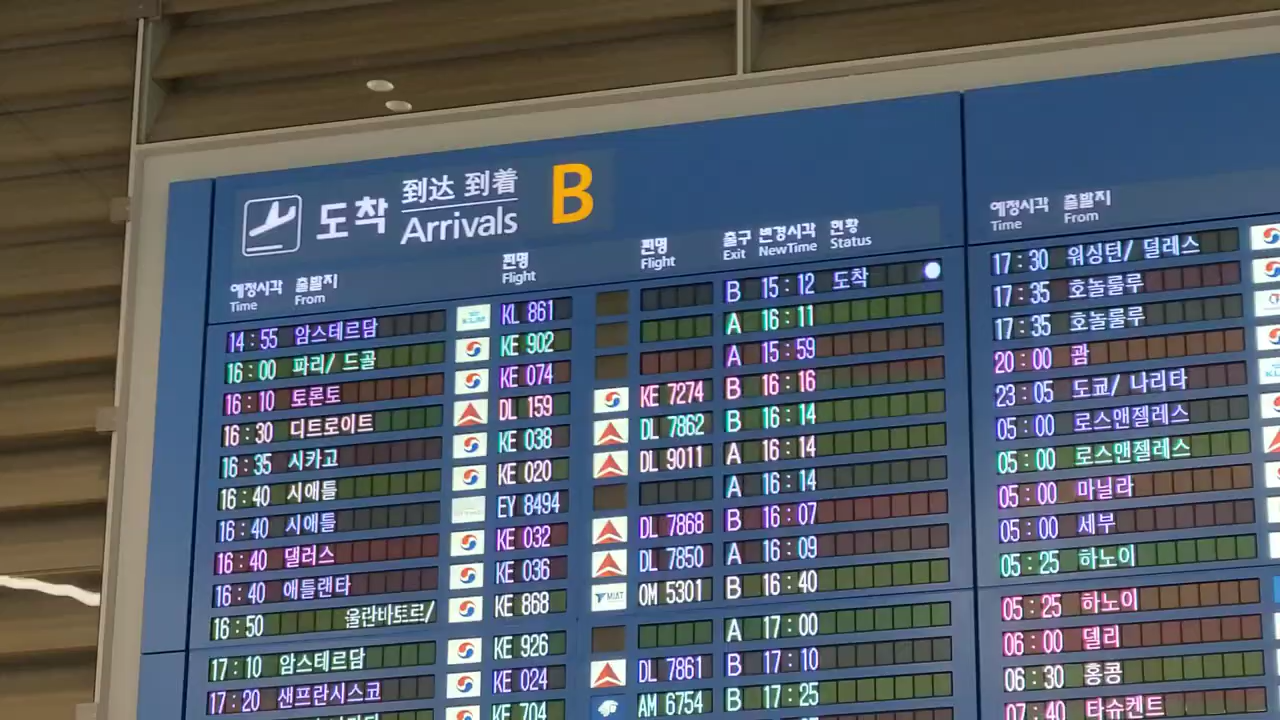 도착 到达 到着 B
Arrivals
예정시각 출발지 편명 편명 출구 변경시각 현황
Time From Flight Flight Exit NewTime Status
14:55 암스테르담 KLM KL 861 B 15:12 도착
16:00 파리/ 드골 KE 902 A 16:11
16:10 토론토 KE 074 A 15:59
16:30 디트로이트 DL 159 KE 7274 B 16:16
16:35 시카고 KE 038 DL 7862 B 16:14
16:40 시애틀 KE 020 DL 9011 A 16:14
16:40 시애틀 EY 8494 A 16:14
16:40 댈러스 KE 032 DL 7868 B 16:07
16:40 애틀랜타 KE 036 DL 7850 A 16:09
16:50 울란바토르/ KE 868 MIAT OM 5301 B 16:40
17:10 암스테르담 KE 926 A 17:00
17:20 샌프란시스코 KE 024 DL 7861 B 17:10
KE 704 AM 6754 B 17:25
예정시각 출발지
Time From
17:30 워싱턴/ 덜레스
17:35 호놀룰루
17:35 호놀룰루
20:00 괌
23:05 도쿄/ 나리타
05:00 로스앤젤레스
05:00 로스앤젤레스
05:00 마닐라
05:00 세부
05:25 하노이
05:25 하노이
06:00 델리
06:30 홍콩
07:40 타슈켄트